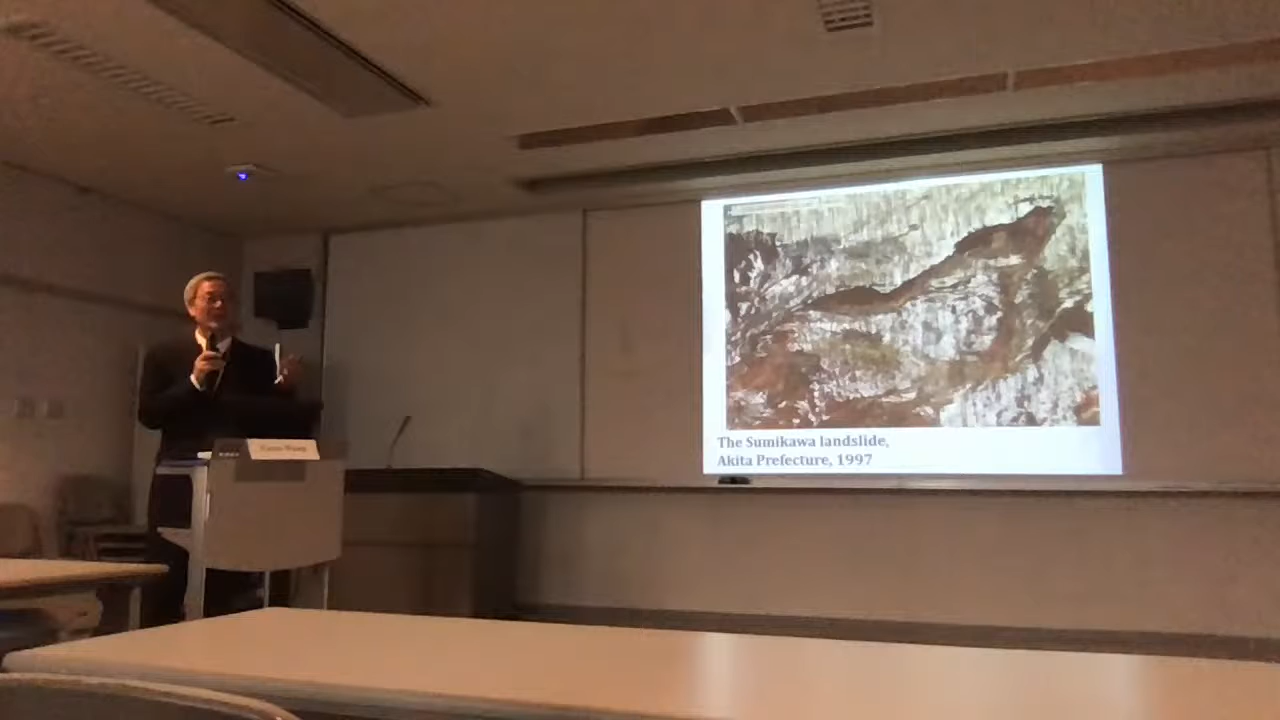 The Sumikawa landslide,
Akita Prefecture, 1997